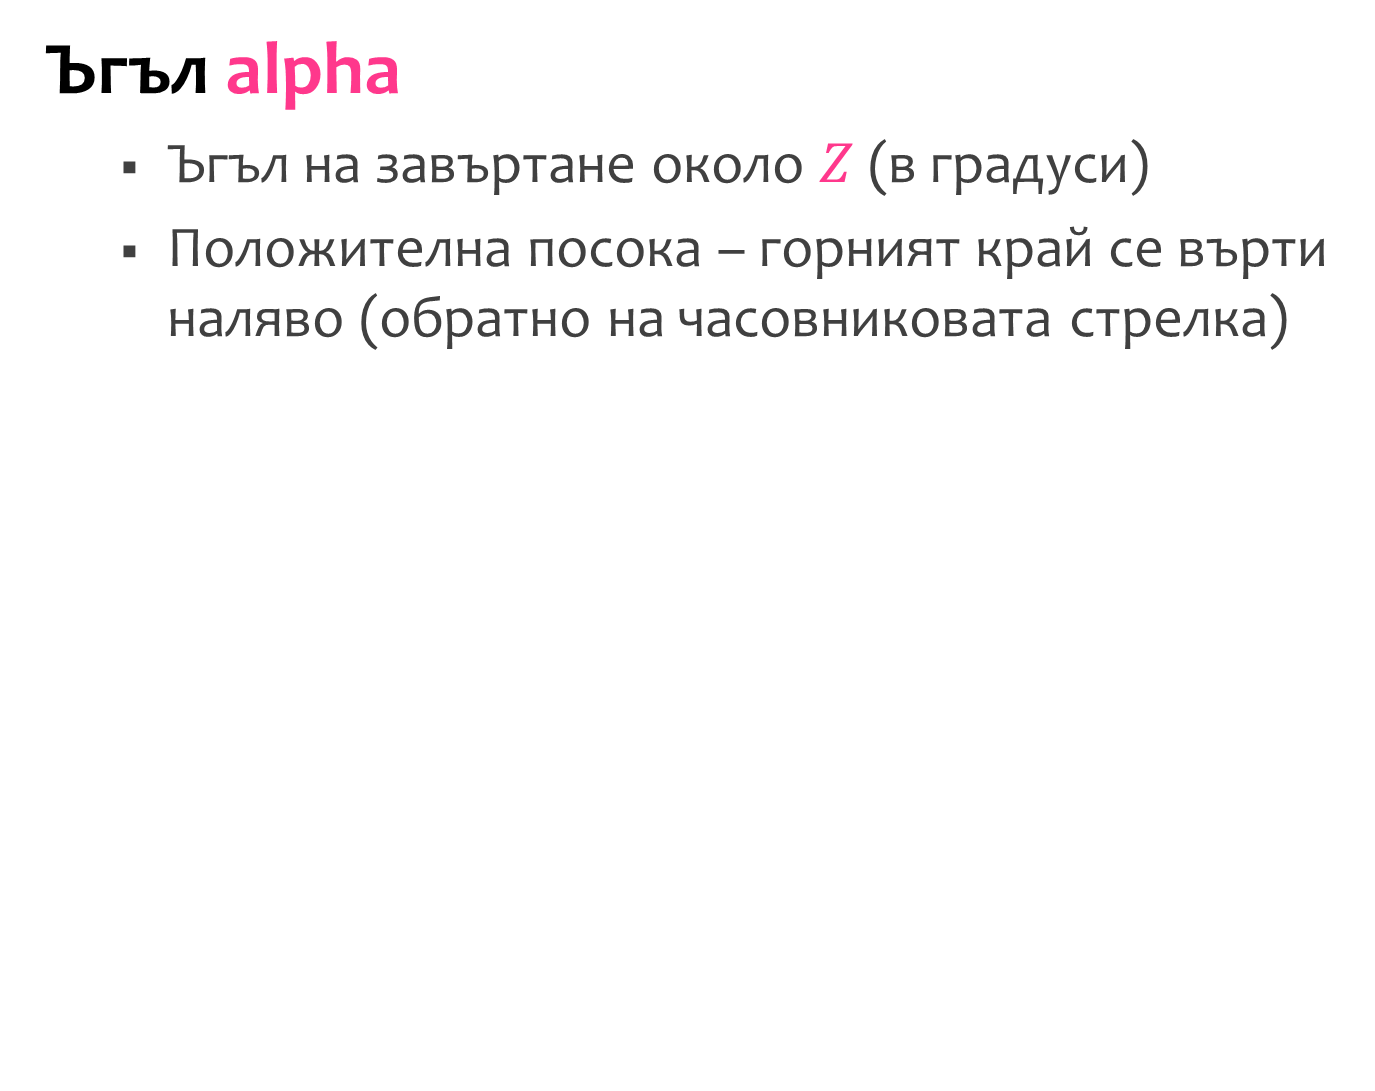 Ъгъл alpha
▪ Ъгъл на завъртане около Z (в градуси)
▪ Положителна посока – горният край се върти
наляво (обратно на часовниковата стрелка)